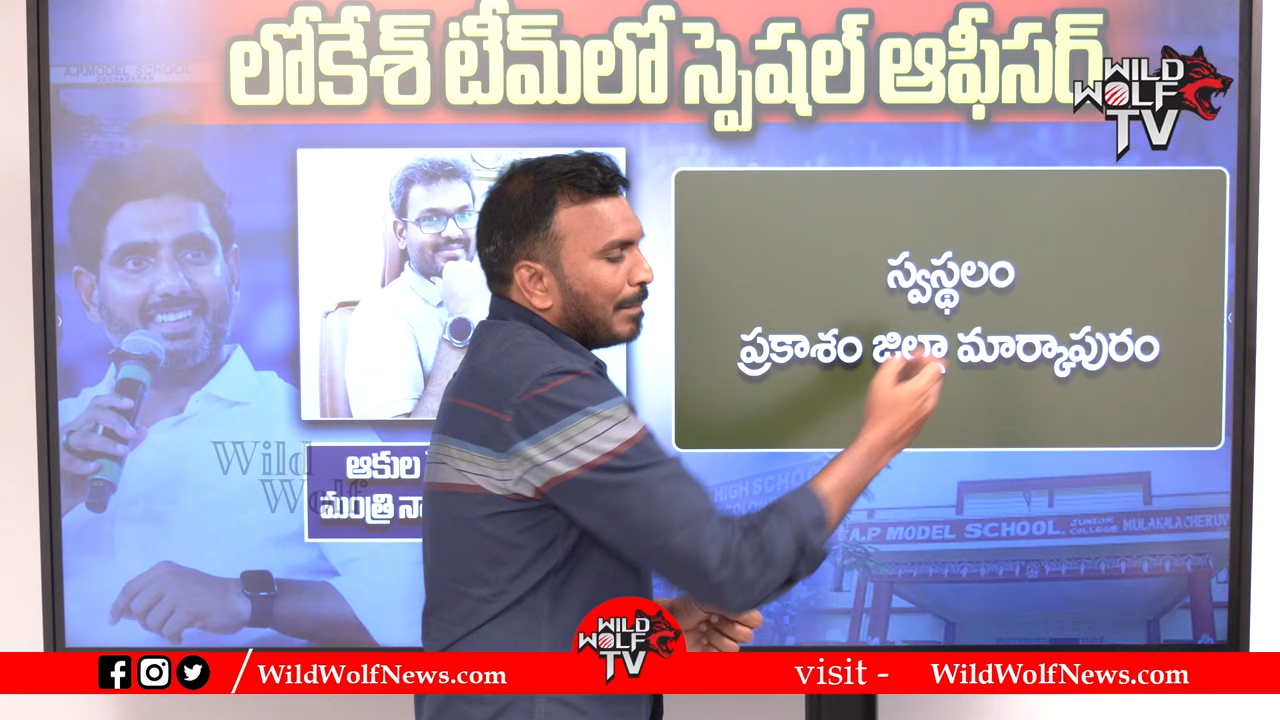 లోకేశ్ టీమ్‌లో స్పెషల్ ఆఫీసర్
WILD
WOLF
TV
A.P.MODEL SCHOOL
స్వస్థలం
ప్రకాశం జిల్లా మార్కాపురం
Wild
Wolf
ఆకుల
మంత్రి
HIGH SCHOOL
A.P MODEL SCHOOL. JUNIOR COLLEGE MULAKALACHERUV
WILD
WOLF
TV
WildWolfNews.com
visit - WildWolfNews.com